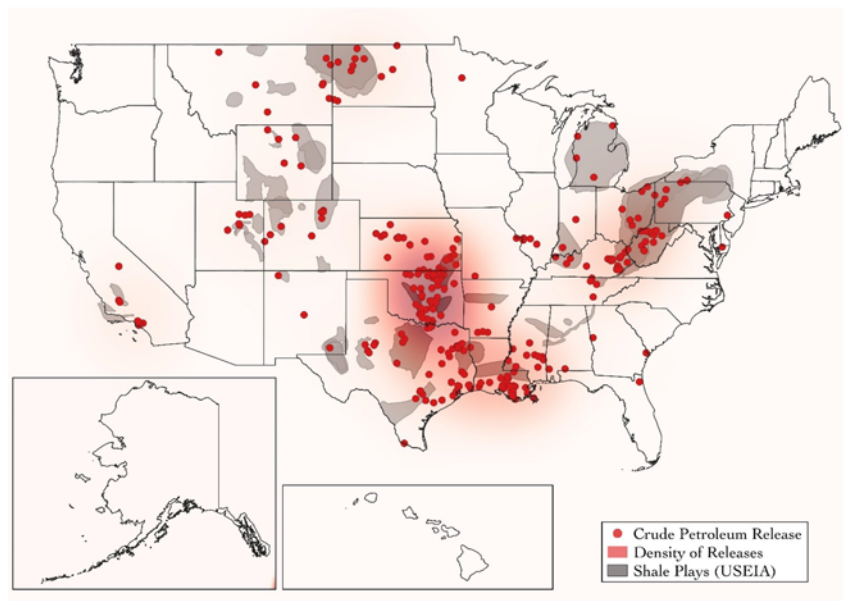 Crude Petroleum Release
Density of Releases
Shale Plays (USEIA)